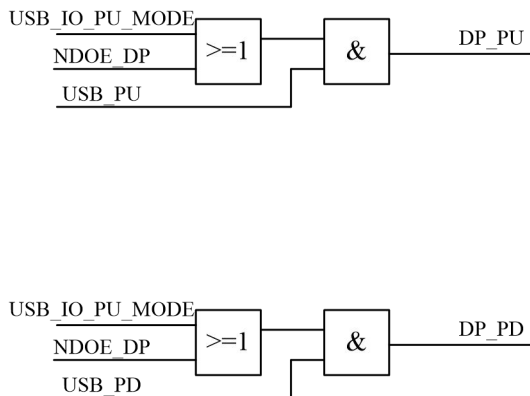 USB_IO_PU_MODE
>=1
&
DP_PU
NDOE_DP
USB_PU
USB_IO_PU_MODE
>=1
&
DP_PD
NDOE_DP
USB_PD